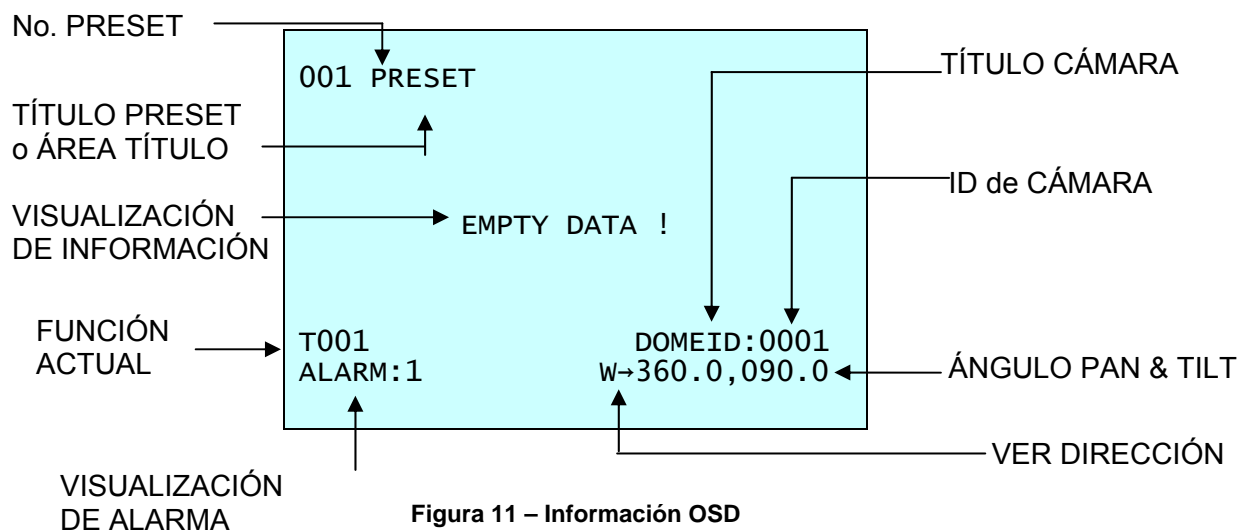 No. PRESET
001 PRESET
TÍTULO CÁMARA
TÍTULO PRESET
o ÁREA TÍTULO
ID de CÁMARA
VISUALIZACIÓN
DE INFORMACIÓN
EMPTY DATA !
FUNCIÓN
ACTUAL
T001
ALARM:1
DOMEID:0001
W→360.0,090.0
ÁNGULO PAN & TILT
VER DIRECCIÓN
VISUALIZACIÓN
DE ALARMA
Figura 11 – Información OSD